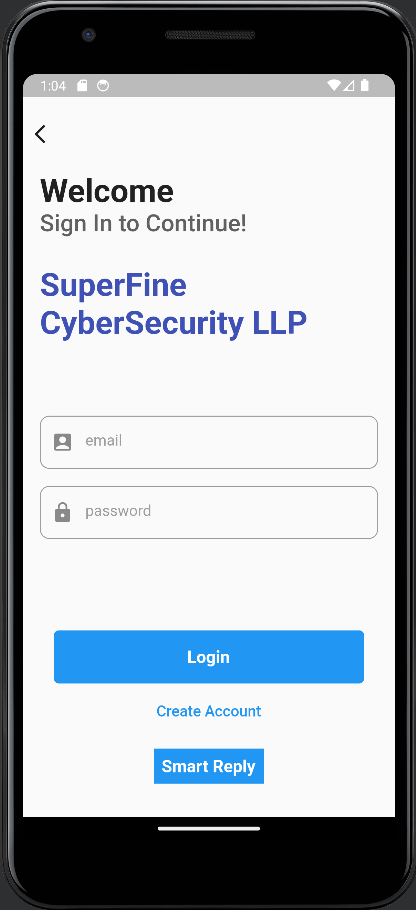 1:04
Welcome
Sign In to Continue!
SuperFine
CyberSecurity LLP
email
password
Login
Create Account
Smart Reply